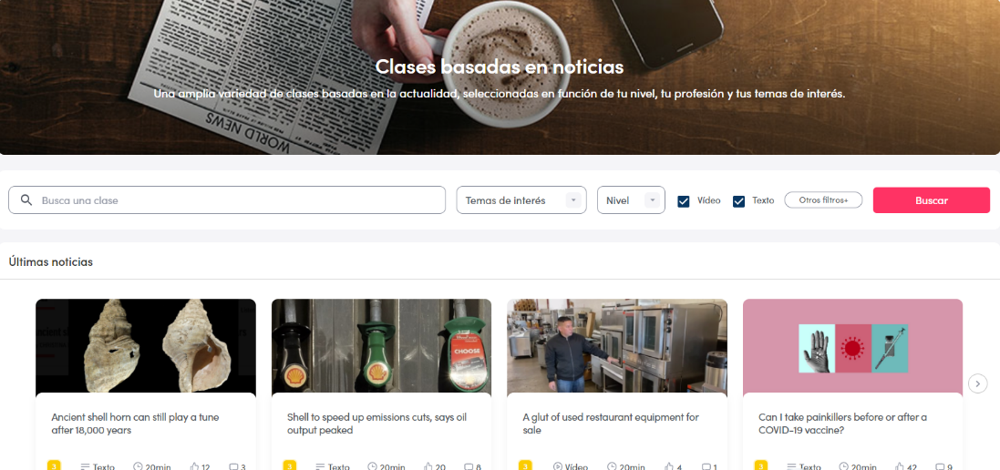 WORLD NEWS
Clases basadas en noticias
Una amplia variedad de clases basadas en la actualidad, seleccionadas en función de tu nivel, tu profesión y tus temas de interés.
Busca una clase
Temas de interés
Nivel
Vídeo
Texto
Otros filtros+
Buscar
Últimas noticias
CHOOSE
Ancient shell horn can still play a tune
after 18,000 years
Shell to speed up emissions cuts, says oil
output peaked
A glut of used restaurant equipment for
sale
Can I take painkillers before or after a
COVID-19 vaccine?
3 Texto 20min 12 3
3 Texto 20min 20 8
3 Vídeo 20min 4 1
3 Texto 20min 42 9